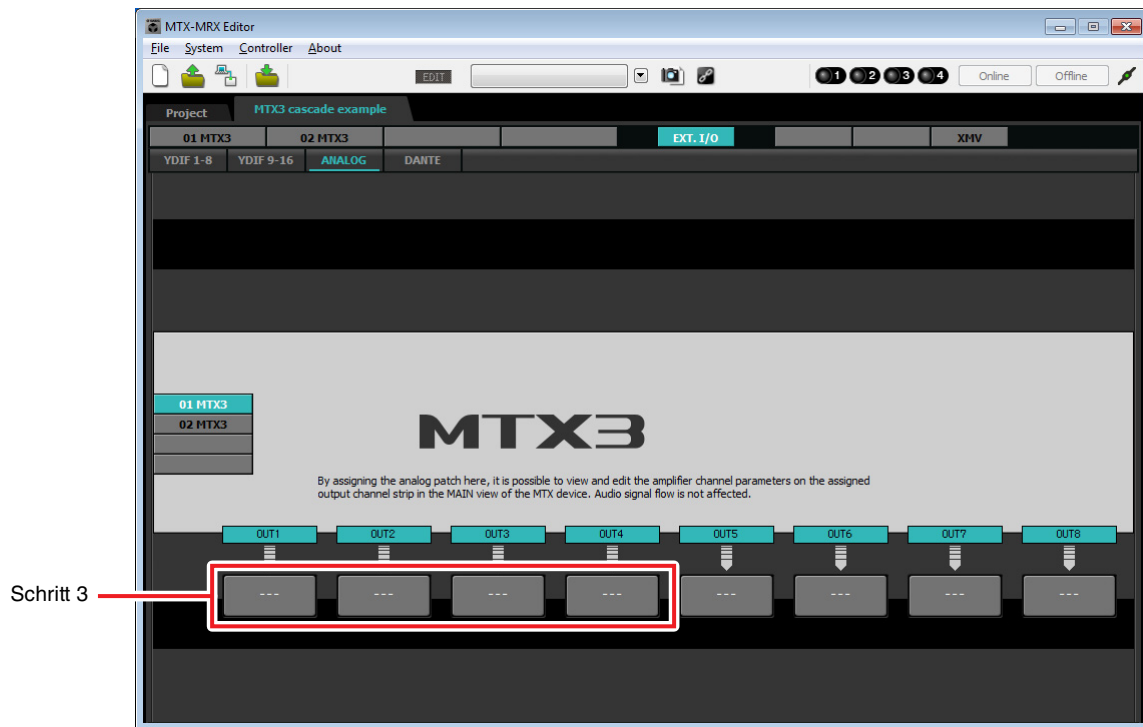 MTX-MRX Editor
File System Controller About
EDIT 1 2 3 4 Online Offline
Project MTX3 cascade example
01 MTX3 02 MTX3 EXT. I/O XMV
YDIF 1-8 YDIF 9-16 ANALOG DANTE
01 MTX3
02 MTX3
MTX3
By assigning the analog patch here, it is possible to view and edit the amplifier channel parameters on the assigned
output channel strip in the MAIN view of the MTX device. Audio signal flow is not affected.
OUT1 OUT2 OUT3 OUT4 OUT5 OUT6 OUT7 OUT8
Schritt 3 --- --- --- --- --- --- --- ---